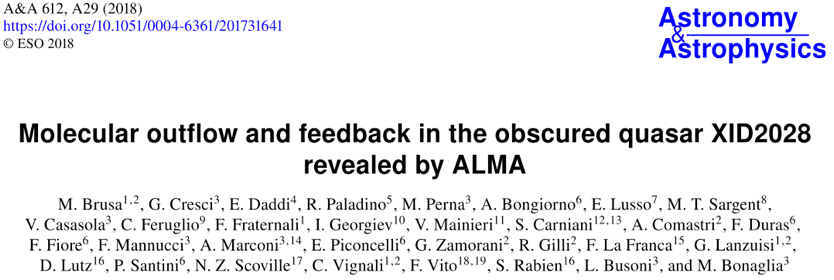 A&A 612, A29 (2018)
https://doi.org/10.1051/0004-6361/201731641
© ESO 2018
Astronomy
&
Astrophysics
Molecular outflow and feedback in the obscured quasar XID2028
revealed by ALMA
M. Brusa1,2, G. Cresci3, E. Daddi4, R. Paladino5, M. Perna3, A. Bongiorno6, E. Lusso7, M. T. Sargent8,
V. Casasola3, C. Feruglio9, F. Fraternali1, I. Georgiev10, V. Mainieri11, S. Carniani12,13, A. Comastri2, F. Duras6,
F. Fiore6, F. Mannucci3, A. Marconi3,14, E. Piconcelli6, G. Zamorani2, R. Gilli2, F. La Franca15, G. Lanzuisi1,2,
D. Lutz16, P. Santini6, N. Z. Scoville17, C. Vignali1,2, F. Vito18,19, S. Rabien16, L. Busoni3, and M. Bonaglia3